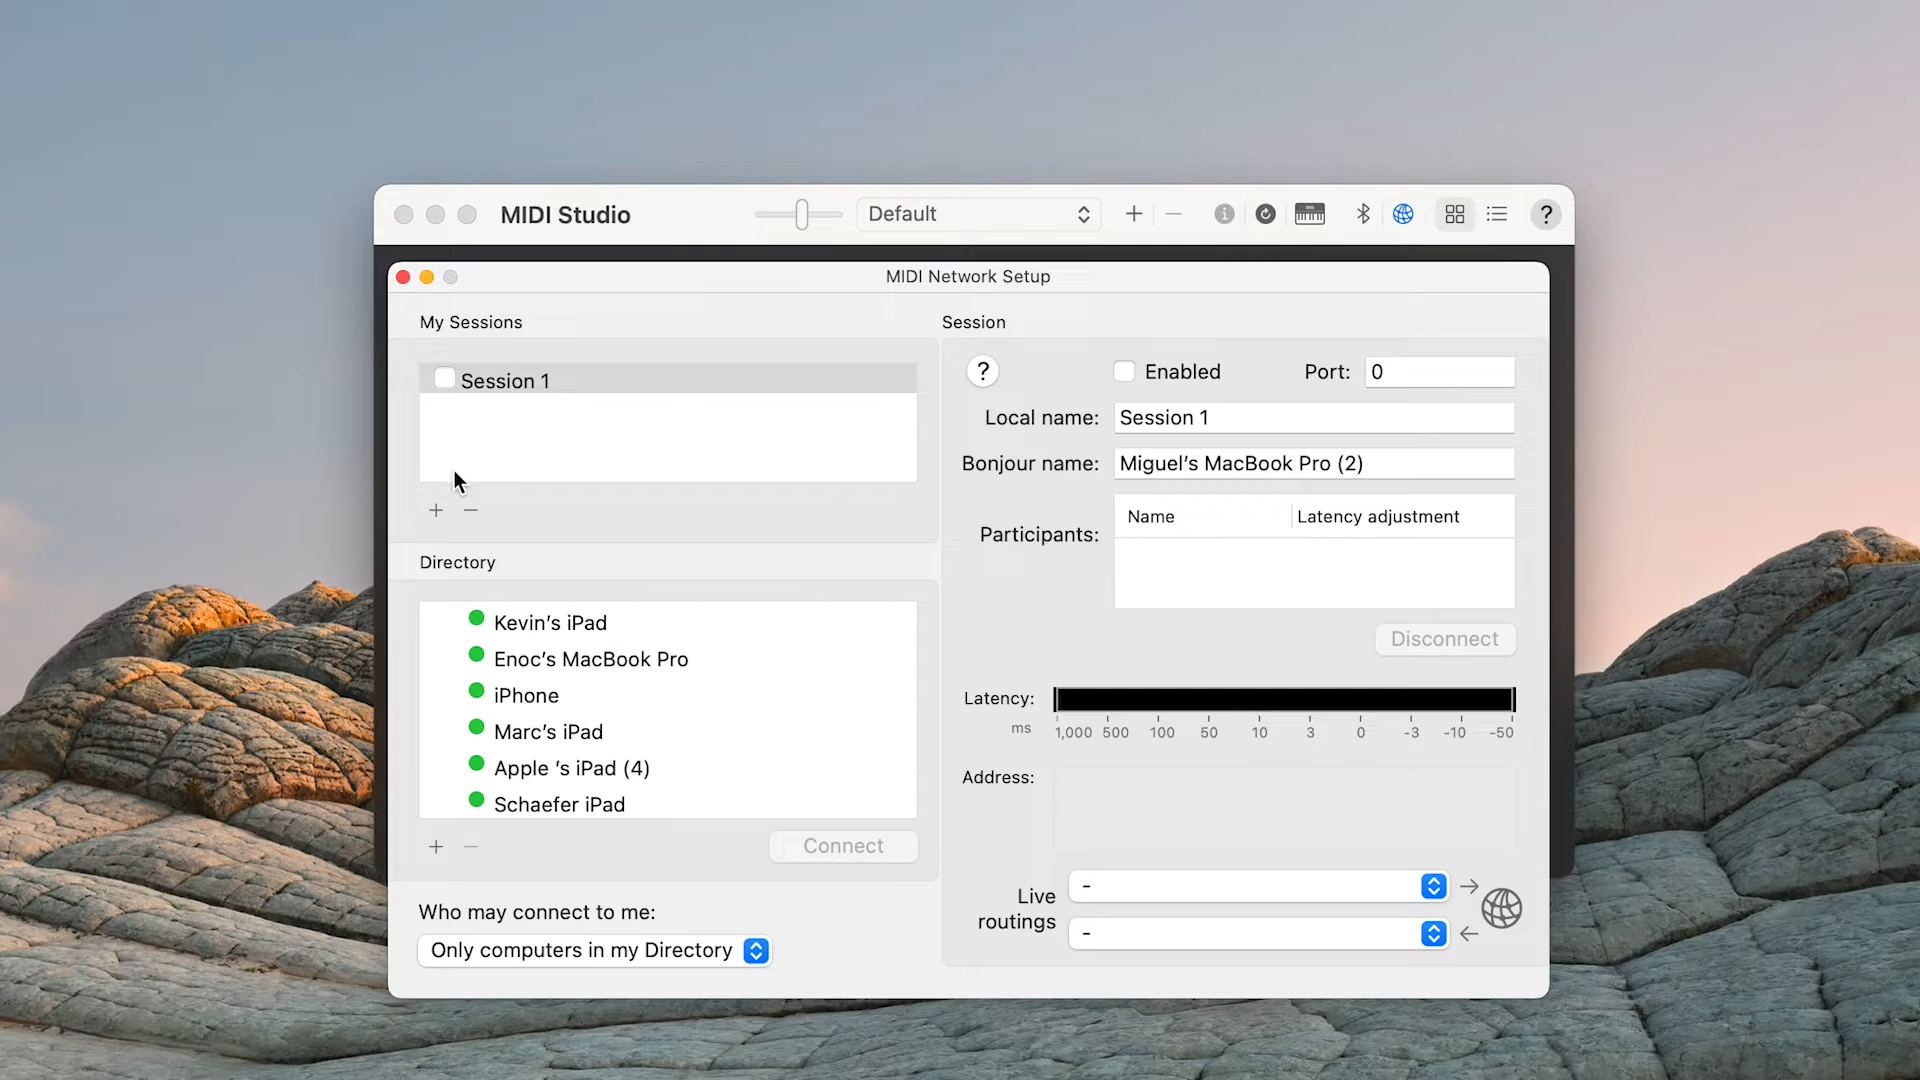 MIDI Studio
Default
?
MIDI Network Setup
My Sessions
Session 1
Directory
Kevin's iPad
Enoc's MacBook Pro
iPhone
Marc's iPad
Apple 's iPad (4)
Schaefer iPad
Connect
Who may connect to me:
Only computers in my Directory
Session
?
Enabled
Port: 0
Local name: Session 1
Bonjour name: Miguel's MacBook Pro (2)
Participants:
Name Latency adjustment
Disconnect
Latency:
ms 1,000 500 100 50 10 3 0 -3 -10 -50
Address:
Live
routings
-
-